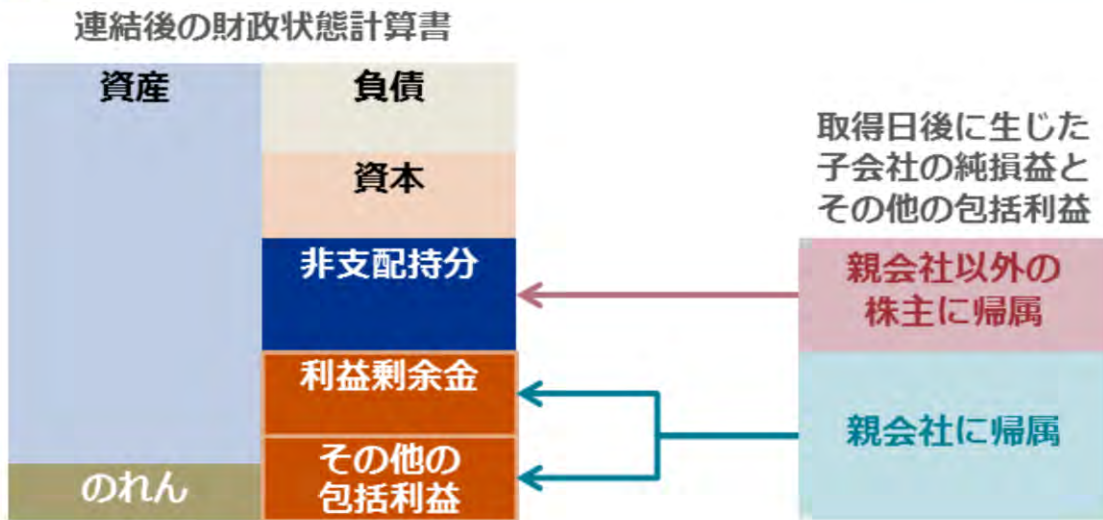 連結後の財政状態計算書
資産
負債
資本
非支配持分
利益剰余金
その他の
包括利益
のれん
取得日後に生じた
子会社の純損益と
その他の包括利益
親会社以外の
株主に帰属
親会社に帰属